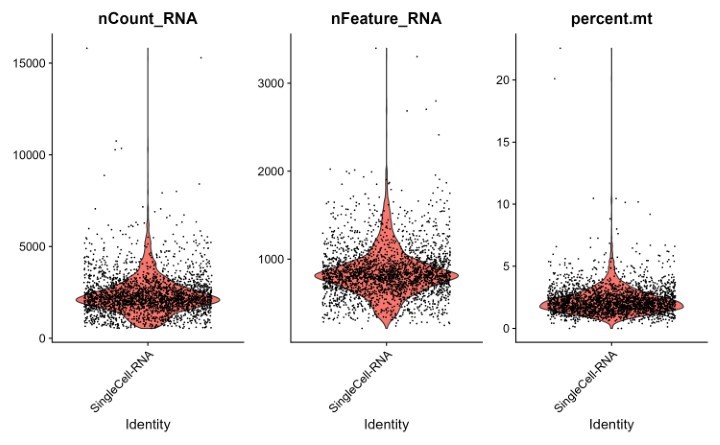 nCount_RNA
15000
10000
5000
0
SingleCell-RNA
Identity
nFeature_RNA
3000
2000
1000
SingleCell-RNA
Identity
percent.mt
20
15
10
5
0
SingleCell-RNA
Identity